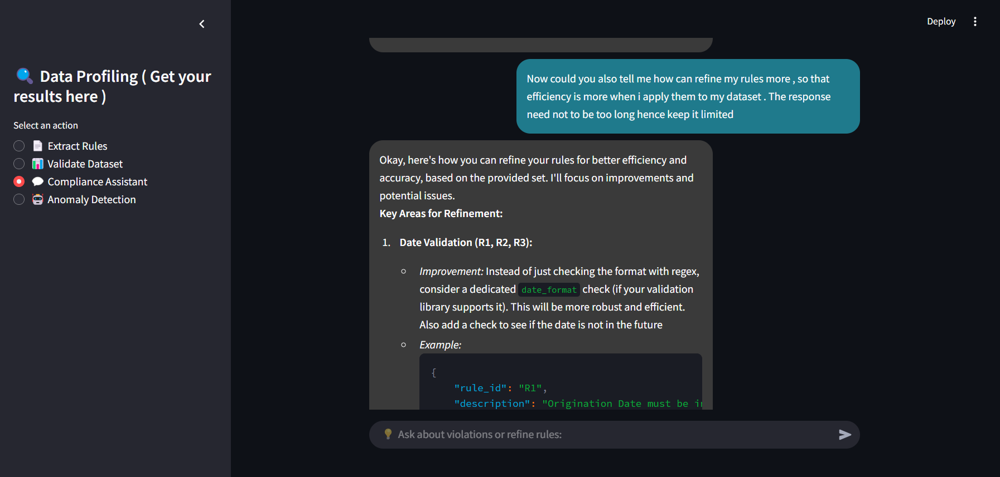 Data Profiling ( Get your
results here )
Select an action
Extract Rules
Validate Dataset
Compliance Assistant
Anomaly Detection
Deploy
Now could you also tell me how can refine my rules more , so that
efficiency is more when i apply them to my dataset . The response
need not to be too long hence keep it limited
Okay, here's how you can refine your rules for better efficiency and
accuracy, based on the provided set. I'll focus on improvements and
potential issues.
Key Areas for Refinement:
1. Date Validation (R1, R2, R3):
Improvement: Instead of just checking the format with regex,
consider a dedicated date_format check (if your validation
library supports it). This will be more robust and efficient.
Also add a check to see if the date is not in the future
Example:
{
"rule_id": "R1",
"description": "Origination Date must be
Ask about violations or refine rules: